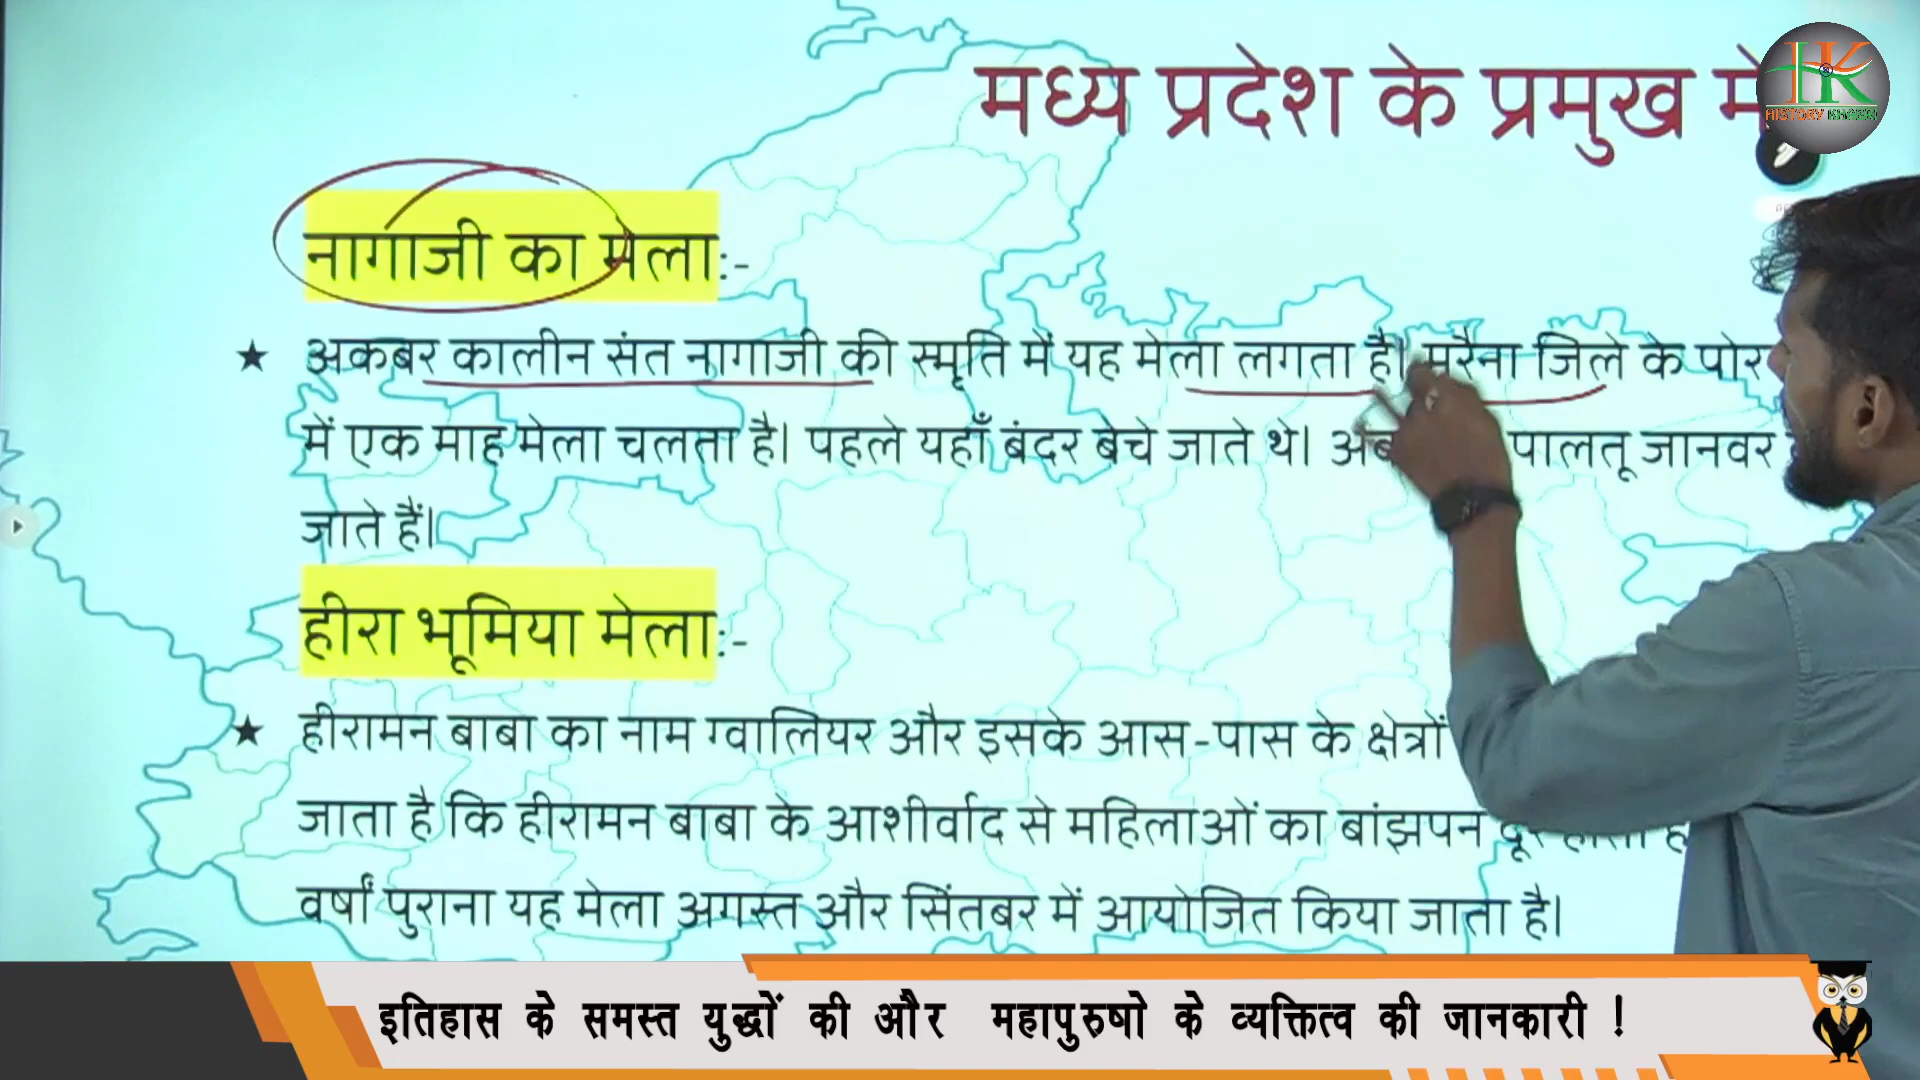 मध्य प्रदेश के प्रमुख
HISTORY
नागाजी का मेला:-
★ अकबर कालीन संत नागाजी की स्मृति में यह मेला लगता है। मुरैना जिले के
में एक माह मेला चलता है। पहले यहाँ बंदर बेचे जाते थे। अब पालतू जानवर
जाते हैं।
हीरा भूमिया मेला:-
★ हीरामन बाबा का नाम ग्वालियर और इसके आस-पास के क्षेत्रों
जाता है कि हीरामन बाबा के आशीर्वाद से महिलाओं का बांझपन
वर्षां पुराना यह मेला अगस्त और सिंतबर में आयोजित किया जाता है।
इतिहास के समस्त युद्धों की और महापुरुषो के व्यक्तित्व की जानकारी !